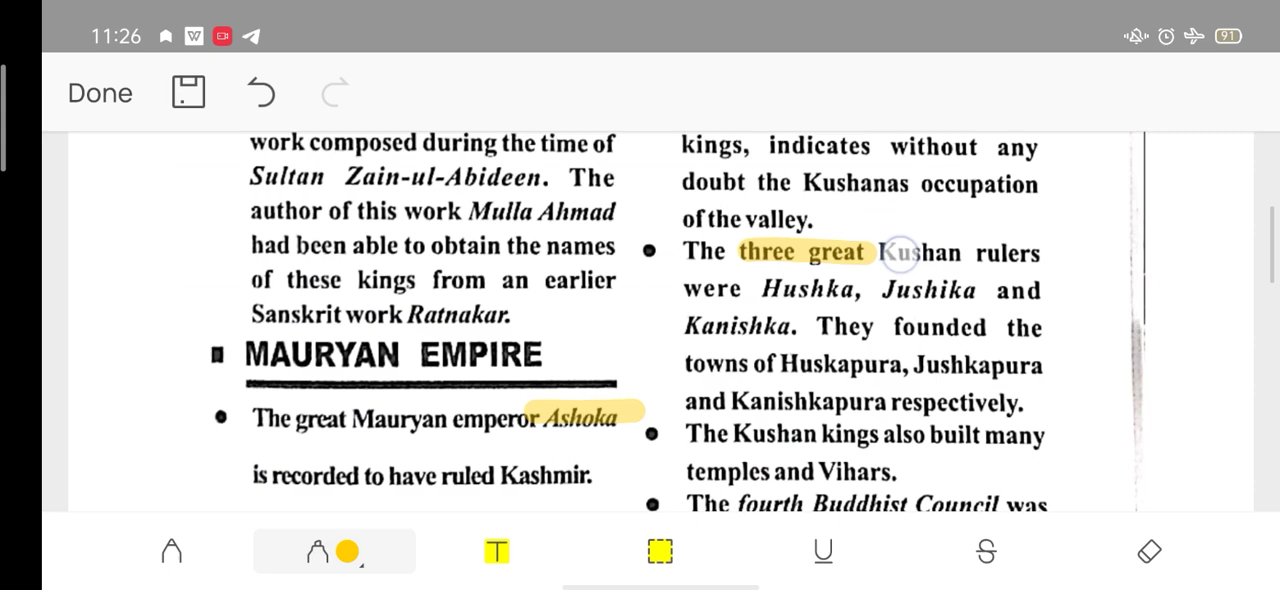 11:26
91
Done
work composed during the time of
Sultan Zain-ul-Abideen. The
author of this work Mulla Ahmad
had been able to obtain the names
of these kings from an earlier
Sanskrit work Ratnakar.
MAURYAN EMPIRE
The great Mauryan emperor Ashoka
is recorded to have ruled Kashmir.
kings, indicates without any
doubt the Kushanas occupation
of the valley.
The three great Kushan rulers
were Hushka, Jushika and
Kanishka. They founded the
towns of Huskapura, Jushkapura
and Kanishkapura respectively.
The Kushan kings also built many
temples and Vihars.
The fourth Buddhist Council was